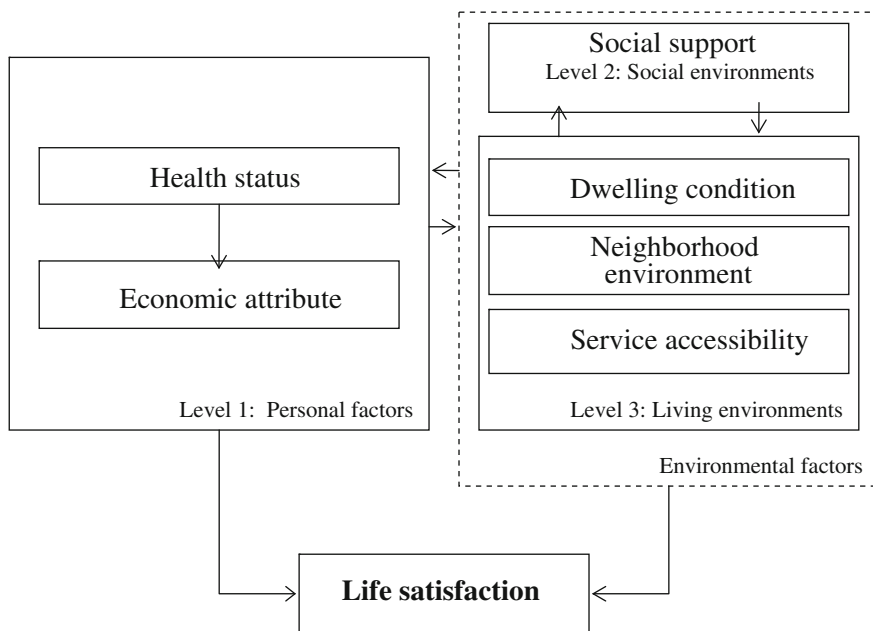 Social support
Level 2: Social environments
Health status
Economic attribute
Level 1: Personal factors
Dwelling condition
Neighborhood
environment
Service accessibility
Level 3: Living environments
Environmental factors
Life satisfaction